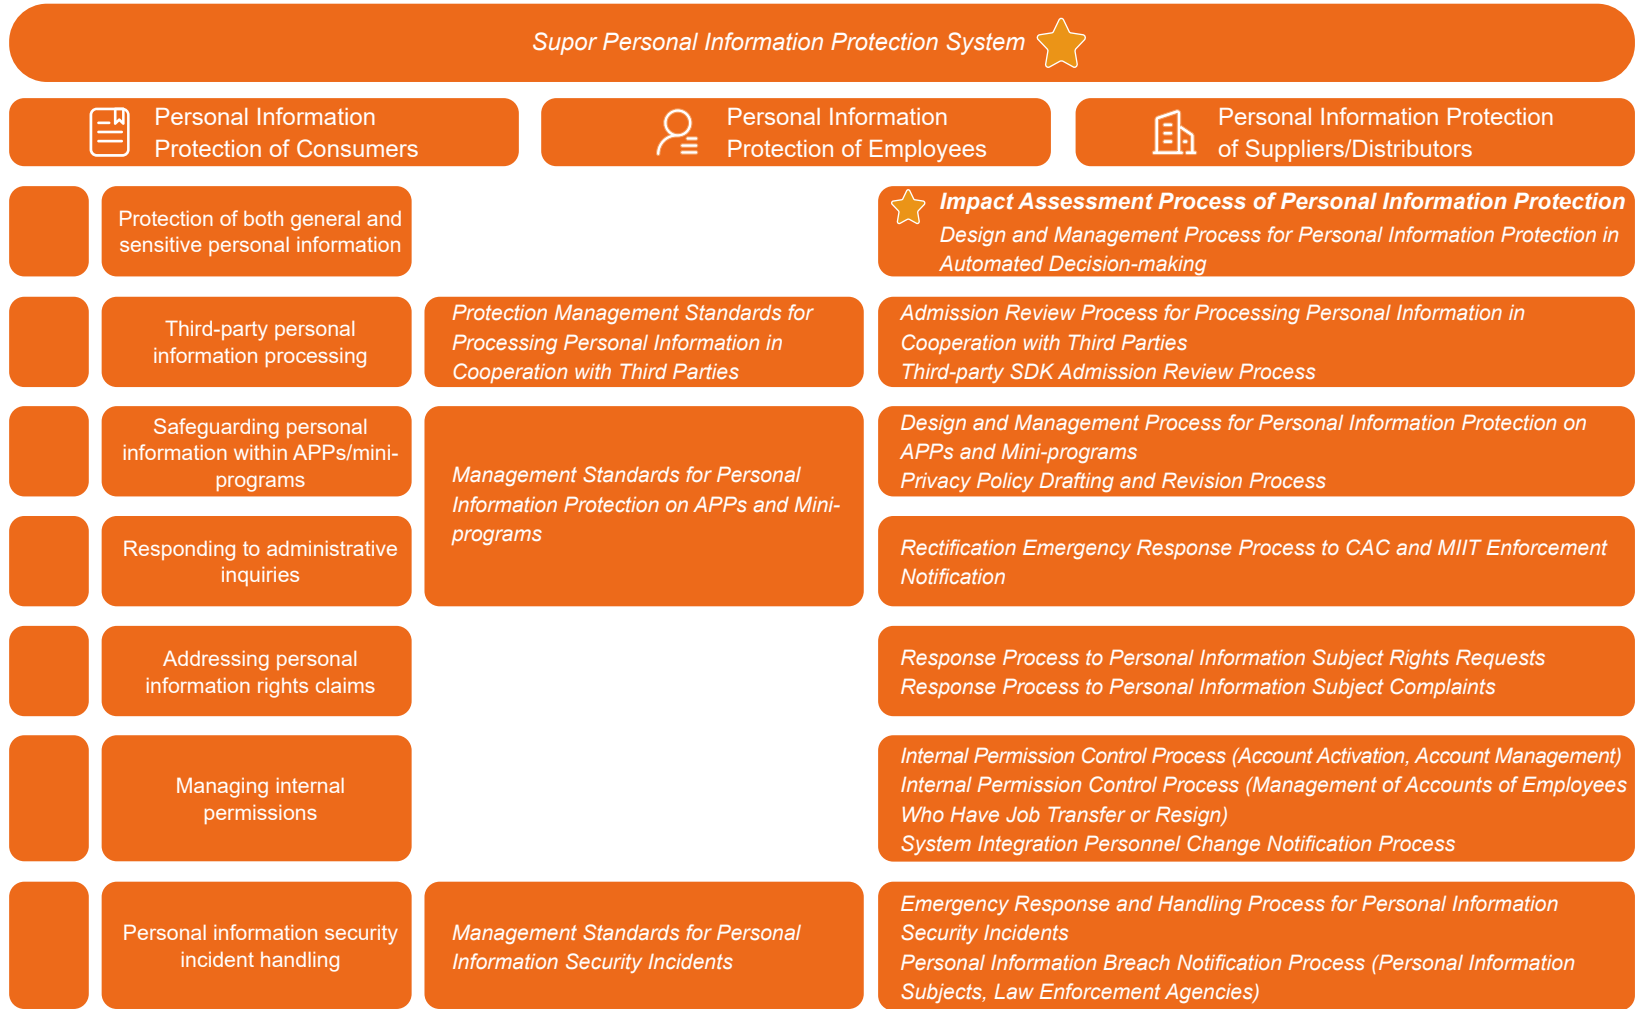 Supor Personal Information Protection System
Personal Information
Protection of Consumers
Personal Information
Protection of Employees
Personal Information Protection
of Suppliers/Distributors
Protection of both general and
sensitive personal information
Impact Assessment Process of Personal Information Protection
Design and Management Process for Personal Information Protection in
Automated Decision-making
Third-party personal
information processing
Protection Management Standards for
Processing Personal Information in
Cooperation with Third Parties
Admission Review Process for Processing Personal Information in
Cooperation with Third Parties
Third-party SDK Admission Review Process
Safeguarding personal
information within APPs/mini-
programs
Management Standards for Personal
Information Protection on APPs and Mini-
programs
Design and Management Process for Personal Information Protection on
APPs and Mini-programs
Privacy Policy Drafting and Revision Process
Responding to administrative
inquiries
Rectification Emergency Response Process to CAC and MIIT Enforcement
Notification
Addressing personal
information rights claims
Response Process to Personal Information Subject Rights Requests
Response Process to Personal Information Subject Complaints
Managing internal
permissions
Internal Permission Control Process (Account Activation, Account Management)
Internal Permission Control Process (Management of Accounts of Employees
Who Have Job Transfer or Resign)
System Integration Personnel Change Notification Process
Personal information security
incident handling
Management Standards for Personal
Information Security Incidents
Emergency Response and Handling Process for Personal Information
Security Incidents
Personal Information Breach Notification Process (Personal Information
Subjects, Law Enforcement Agencies)